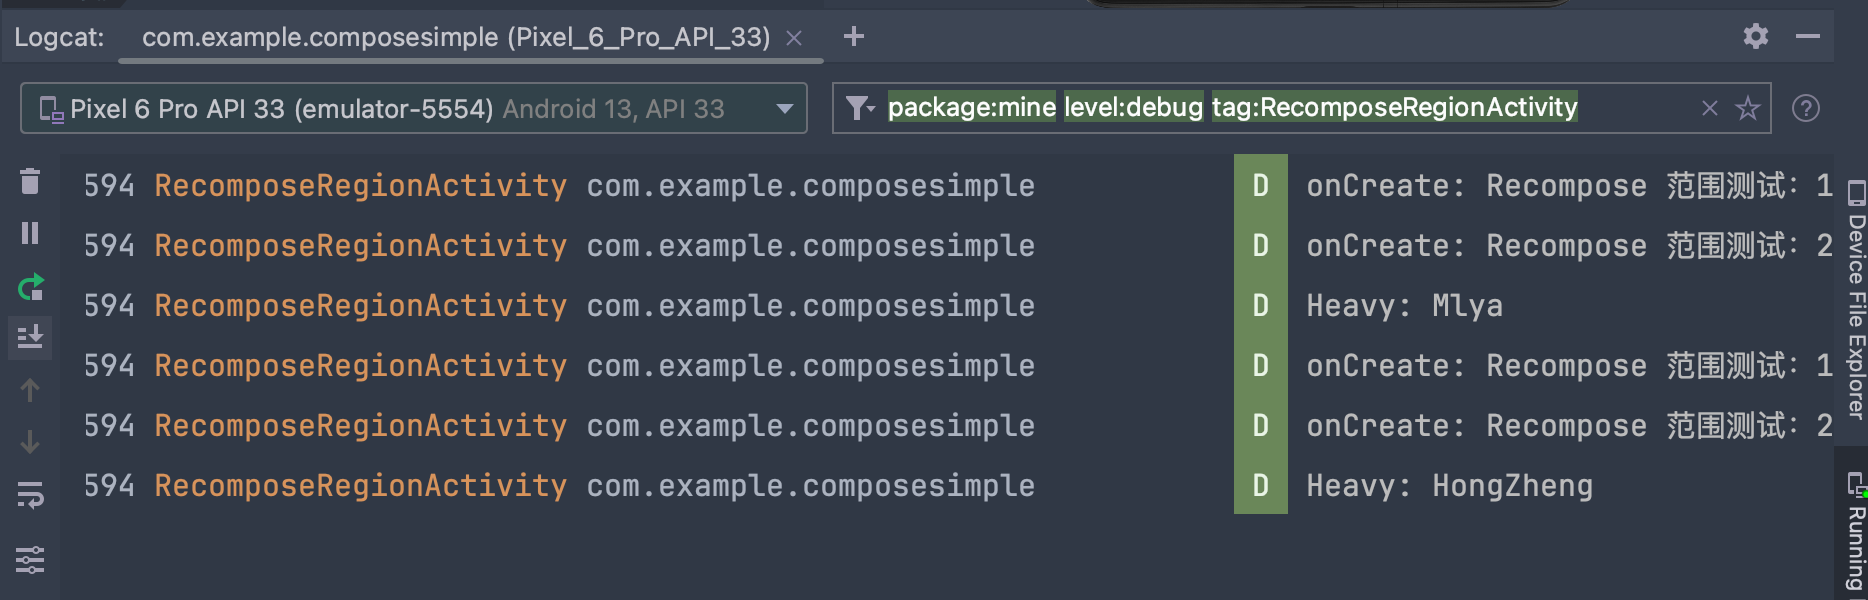 Logcat: com.example.composesimple (Pixel_6_Pro_API_33)
Pixel 6 Pro API 33 (emulator-5554) Android 13, API 33 package:mine level:debug tag:RecomposeRegionActivity
594 RecomposeRegionActivity com.example.composesimple D onCreate: Recompose 范围测试: 1
594 RecomposeRegionActivity com.example.composesimple D onCreate: Recompose 范围测试: 2
594 RecomposeRegionActivity com.example.composesimple D Heavy: Mlya
594 RecomposeRegionActivity com.example.composesimple D onCreate: Recompose 范围测试: 1
594 RecomposeRegionActivity com.example.composesimple D onCreate: Recompose 范围测试: 2
594 RecomposeRegionActivity com.example.composesimple D Heavy: HongZheng
Device File Explorer
Running